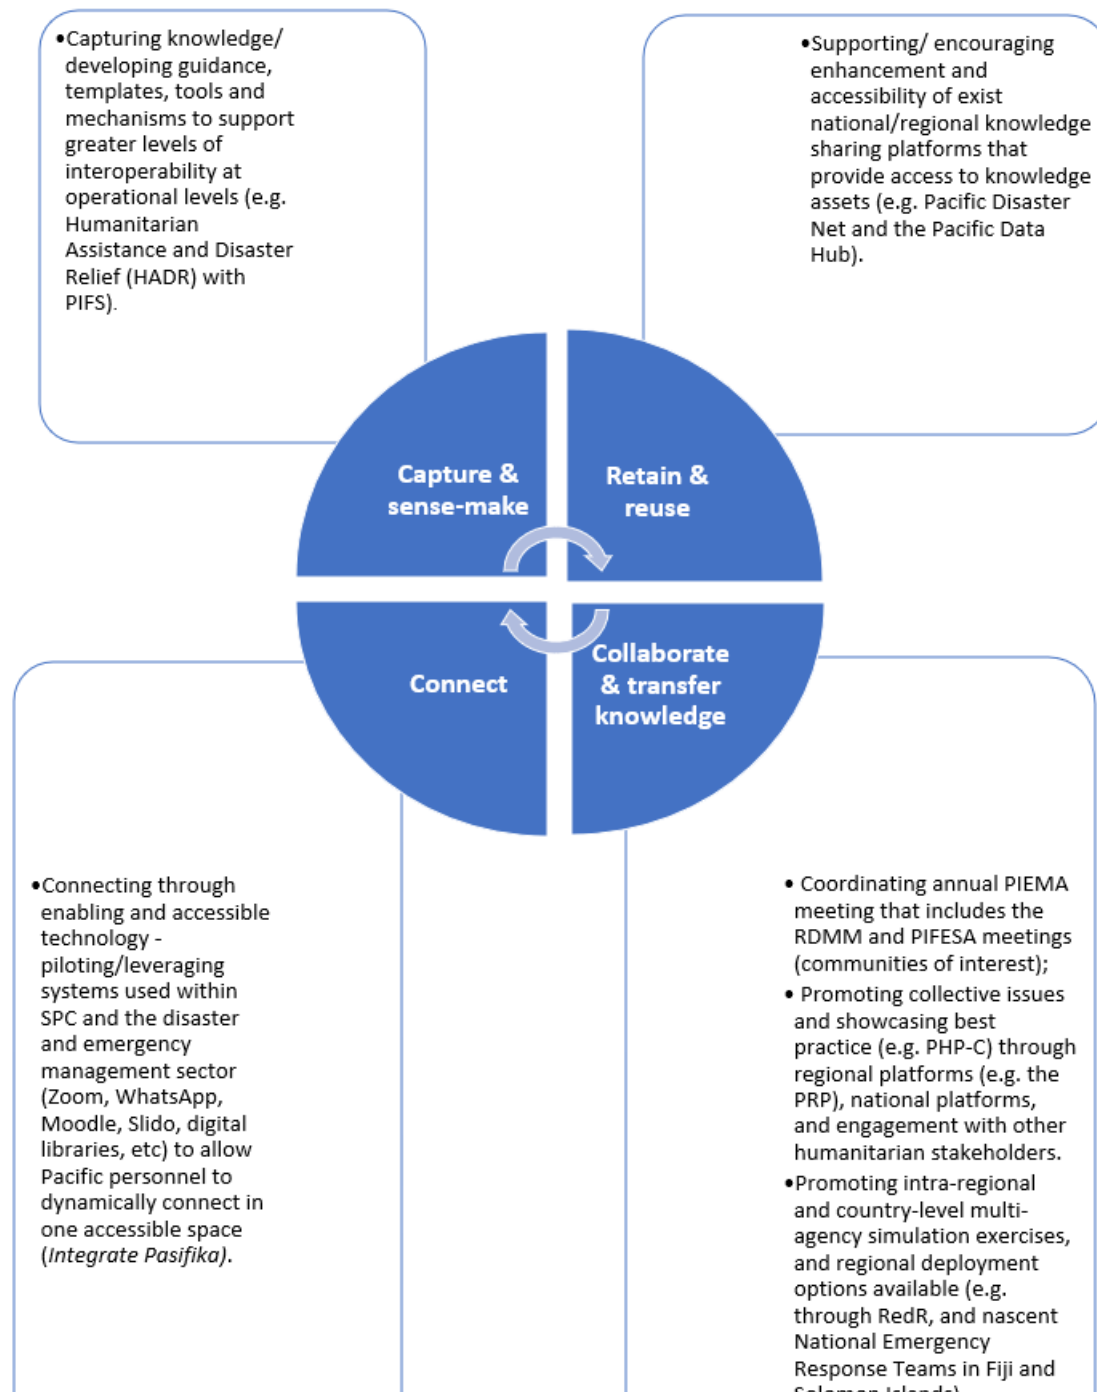 •Capturing knowledge/
developing guidance,
templates, tools and
mechanisms to support
greater levels of
interoperability at
operational levels (e.g.
Humanitarian
Assistance and Disaster
Relief (HADR) with
PIFS).
•Supporting/ encouraging
enhancement and
accessibility of exist
national/regional knowledge
sharing platforms that
provide access to knowledge
assets (e.g. Pacific Disaster
Net and the Pacific Data
Hub).
Capture &
sense-make
Retain &
reuse
Connect
Collaborate
& transfer
knowledge
•Connecting through
enabling and accessible
technology -
piloting/leveraging
systems used within
SPC and the disaster
and emergency
management sector
(Zoom, WhatsApp,
Moodle, Slido, digital
libraries, etc) to allow
Pacific personnel to
dynamically connect in
one accessible space
(Integrate Pasifika).
• Coordinating annual PIEMA
meeting that includes the
RDMM and PIFESA meetings
(communities of interest);
• Promoting collective issues
and showcasing best
practice (e.g. PHP-C) through
regional platforms (e.g. the
PRP), national platforms,
and engagement with other
humanitarian stakeholders.
•Promoting intra-regional
and country-level multi-
agency simulation exercises,
and regional deployment
options available (e.g.
through RedR, and nascent
National Emergency
Response Teams in Fiji and
Solomon Islands)